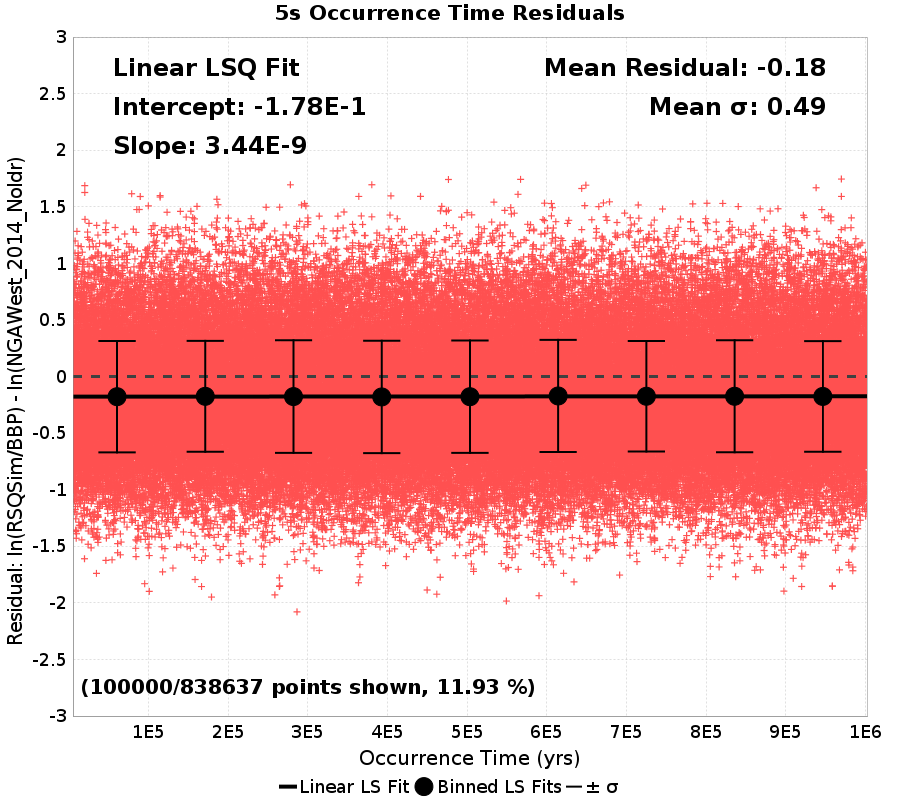 5s Occurrence Time Residuals
Linear LSQ Fit
Intercept: -1.78E-1
Slope: 3.44E-9
Mean Residual: -0.18
Mean σ: 0.49
Residual: ln(RSQSim/BBP) - ln(NGAWest_2014_NoIdr)
3
2.5
2
1.5
1
0.5
0
-0.5
-1
-1.5
-2
-2.5
-3
(100000/838637 points shown, 11.93 %)
1E5 2E5 3E5 4E5 5E5 6E5 7E5 8E5 9E5 1E6
Occurrence Time (yrs)
Linear LS Fit Binned LS Fits ± σ